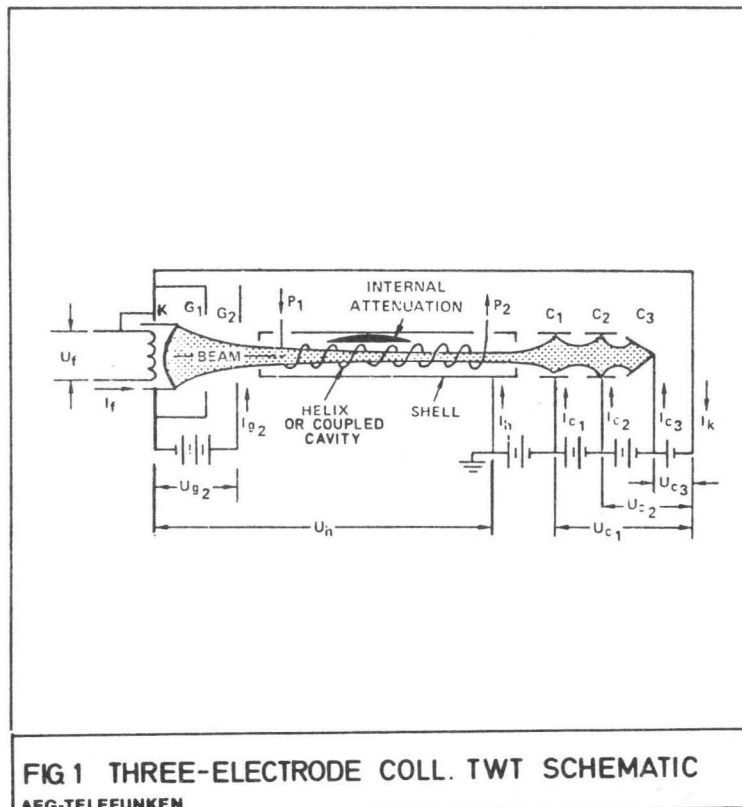 INTERNAL
ATTENUATION
K G1 G2 P1 P2 C1 C2 C3
Uf
BEAM
If
Ig2
HELIX
OR COUPLED
CAVITY
SHELL
Ih Ic1 Ic2 Ic3 Ik
Ug2 Uc3
Uc2
Uh Uc1
FIG.1 THREE-ELECTRODE COLL. TWT SCHEMATIC
AEG-TELEFUNKEN